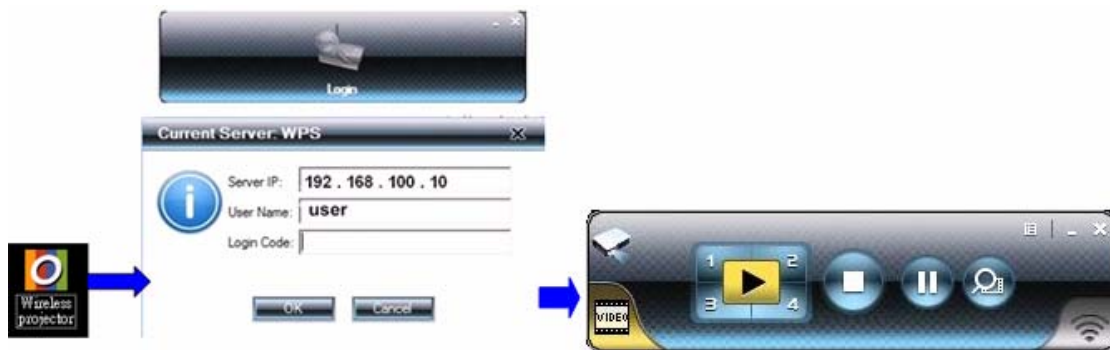 Login
Current Server: WPS
Server IP: 192 . 168 . 100 . 10
User Name: user
Login Code:
OK Cancel
Wireless
projector
1 2
3 4
VIDEO